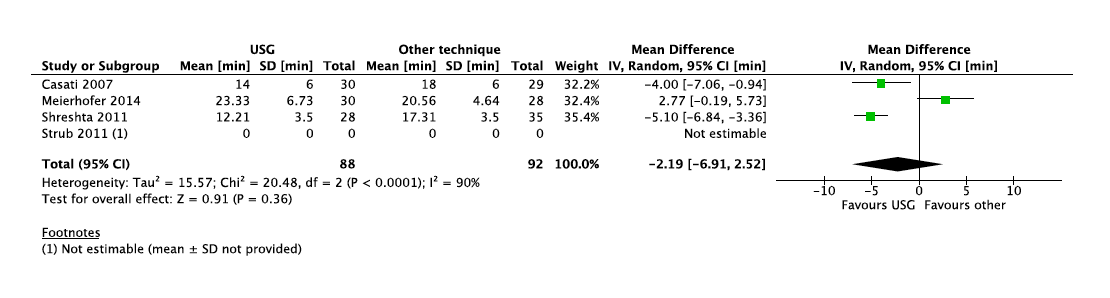 USG Other technique Mean Difference Mean Difference
Study or Subgroup Mean [min] SD [min] Total Mean [min] SD [min] Total Weight IV, Random, 95% CI [min] IV, Random, 95% CI [min]
Casati 2007 14 6 30 18 6 29 32.2% −4.00 [−7.06, −0.94]
Meierhofer 2014 23.33 6.73 30 20.56 4.64 28 32.4% 2.77 [−0.19, 5.73]
Shreshta 2011 12.21 3.5 28 17.31 3.5 35 35.4% −5.10 [−6.84, −3.36]
Strub 2011 (1) 0 0 0 0 0 0 Not estimable
Total (95% CI) 88 92 100.0% −2.19 [−6.91, 2.52]
Heterogeneity: Tau² = 15.57; Chi² = 20.48, df = 2 (P < 0.0001); I² = 90%
Test for overall effect: Z = 0.91 (P = 0.36)
−10 −5 0 5 10
Favours USG Favours other
Footnotes
(1) Not estimable (mean ± SD not provided)